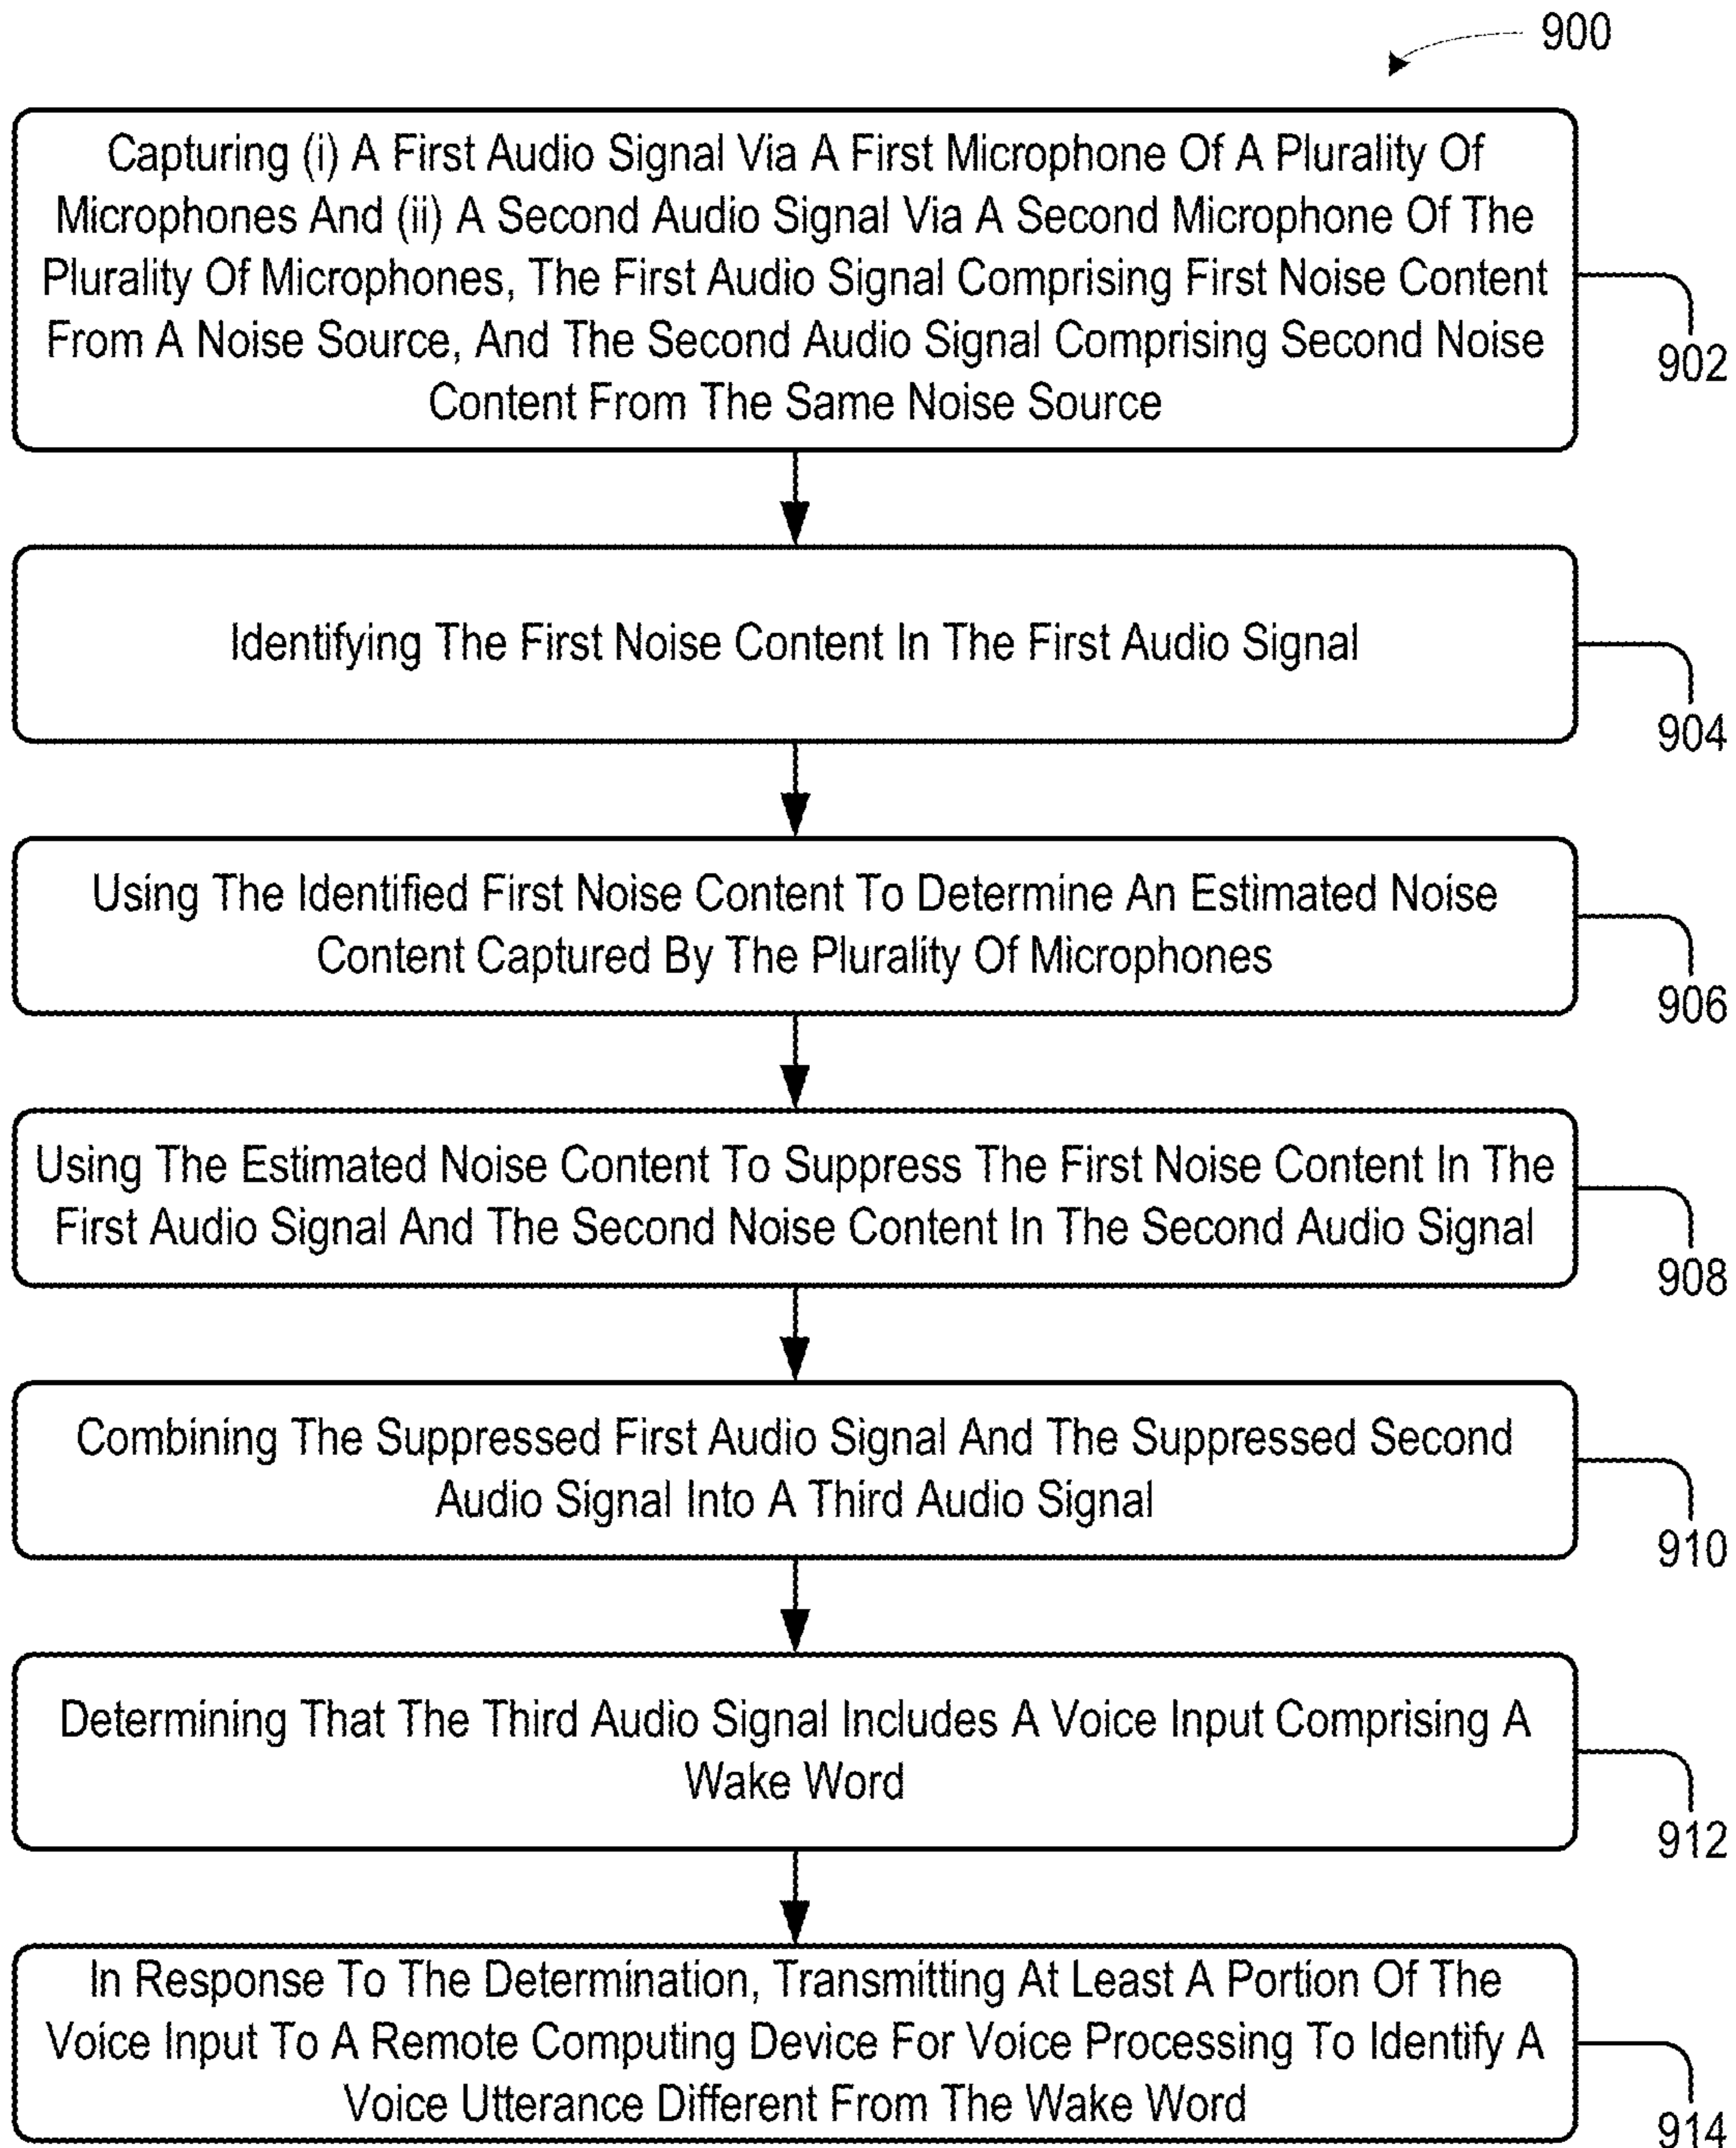 900
Capturing (i) A First Audio Signal Via A First Microphone Of A Plurality Of
Microphones And (ii) A Second Audio Signal Via A Second Microphone Of The
Plurality Of Microphones, The First Audio Signal Comprising First Noise Content
From A Noise Source, And The Second Audio Signal Comprising Second Noise
Content From The Same Noise Source
902
Identifying The First Noise Content In The First Audio Signal
904
Using The Identified First Noise Content To Determine An Estimated Noise
Content Captured By The Plurality Of Microphones
906
Using The Estimated Noise Content To Suppress The First Noise Content In The
First Audio Signal And The Second Noise Content In The Second Audio Signal
908
Combining The Suppressed First Audio Signal And The Suppressed Second
Audio Signal Into A Third Audio Signal
910
Determining That The Third Audio Signal Includes A Voice Input Comprising A
Wake Word
912
In Response To The Determination, Transmitting At Least A Portion Of The
Voice Input To A Remote Computing Device For Voice Processing To Identify A
Voice Utterance Different From The Wake Word
914